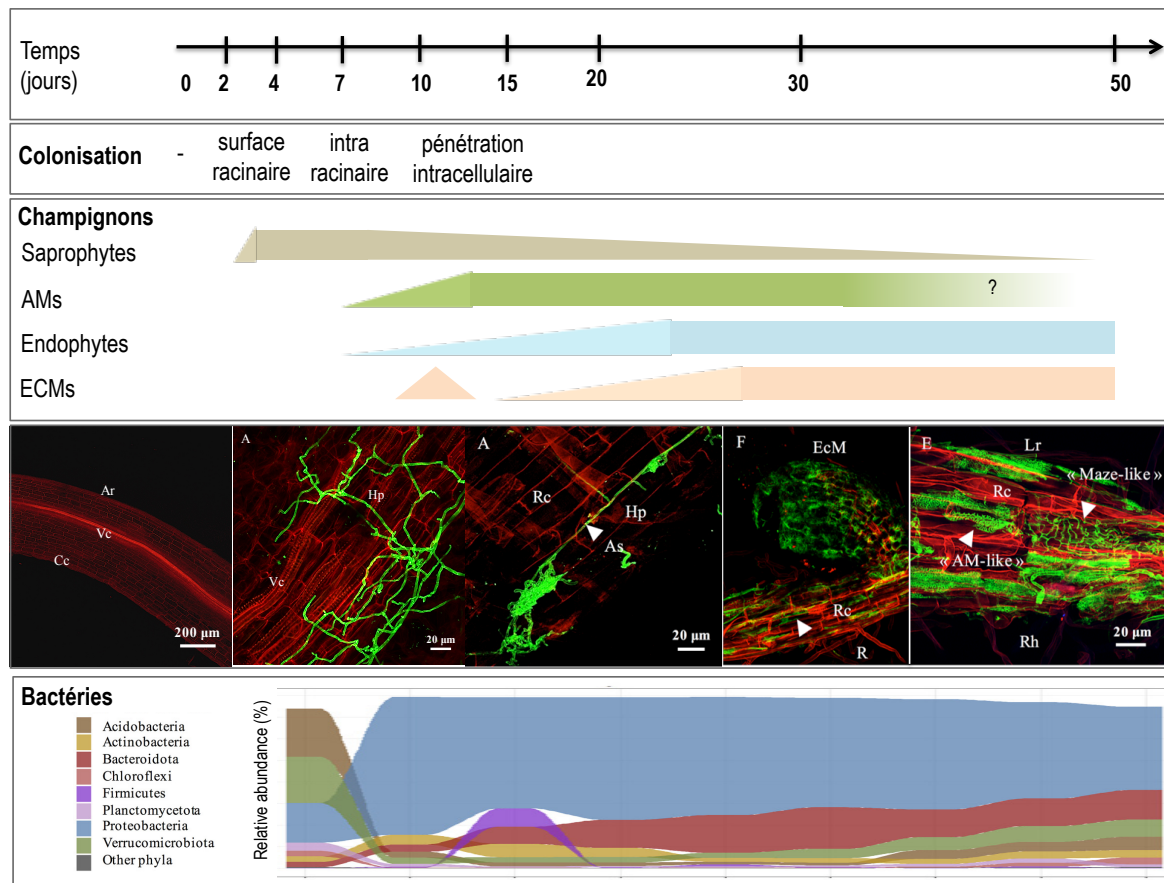 Temps
(jours)
0 2 4 7 10 15 20 30 50
Colonisation
-
surface
racinaire
intra
racinaire
pénétration
intracellulaire
Champignons
Saprophytes
AMs
?
Endophytes
ECMs
Ar
Vc
Cc
200 µm
A
Hp
Vc
20 µm
A
Rc
Hp
As
20 µm
F
EcM
Rc
R
20 µm
E
Lr
« Maze-like »
Rc
« AM-like »
Rh
20 µm
Bactéries
Acidobacteria
Actinobacteria
Bacteroidota
Chloroflexi
Firmicutes
Planctomycetota
Proteobacteria
Verrucomicrobiota
Other phyla
Relative abundance (%)